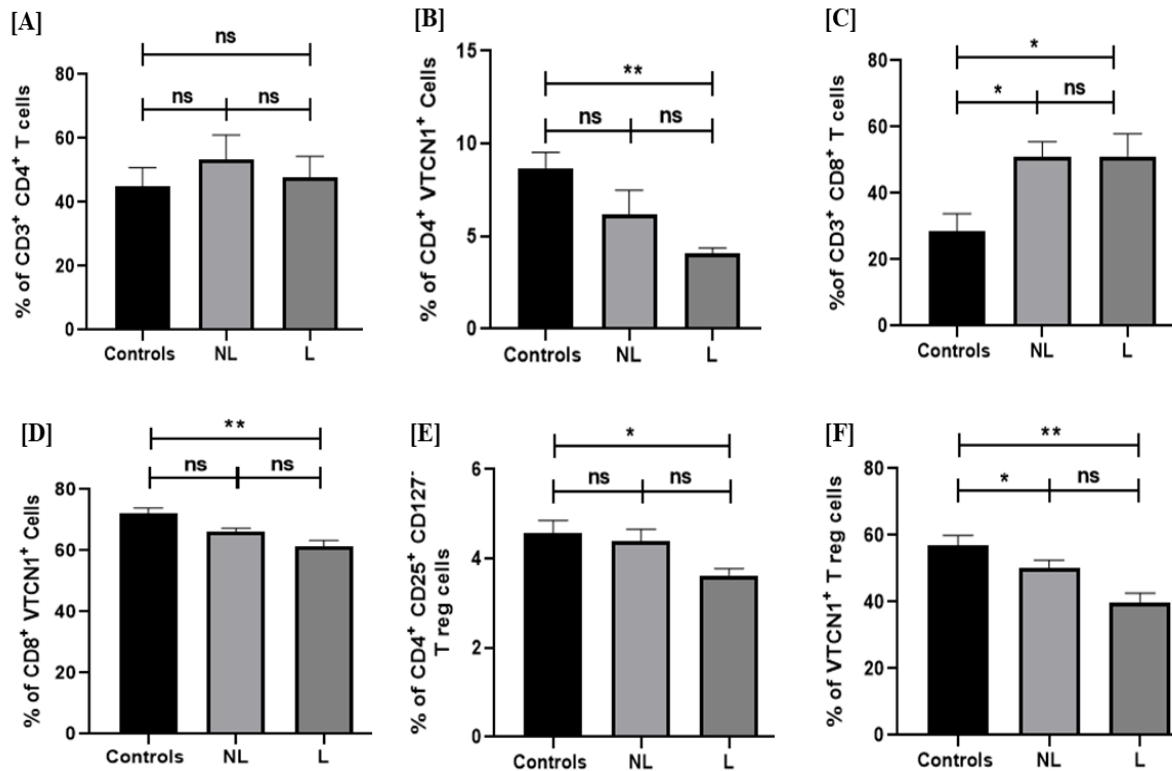 [A]
ns
ns ns
% of CD3⁺ CD4⁺ T cells
80
60
40
20
0
Controls NL L
[B]
**
ns ns
% of CD4⁺ VTCN1⁺ Cells
15
10
5
0
Controls NL L
[C]
*
* ns
%of CD3⁺ CD8⁺ T cells
80
60
40
20
0
Controls NL L
[D]
**
ns ns
% of CD8⁺ VTCN1⁺ Cells
80
60
40
20
0
Controls NL L
[E]
*
ns ns
% of CD4⁺ CD25⁺ CD127⁻
T reg cells
6
4
2
0
Controls NL L
[F]
**
* ns
% of VTCN1⁺ T reg cells
80
60
40
20
0
Controls NL L